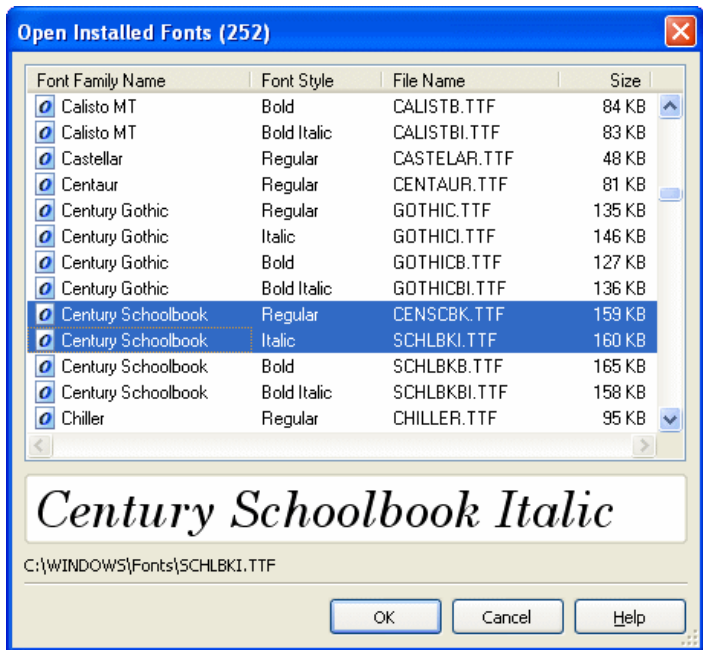 Open Installed Fonts (252)
Font Family Name Font Style File Name Size
Calisto MT Bold CALISTB.TTF 84 KB
Calisto MT Bold Italic CALISTBI.TTF 83 KB
Castellar Regular CASTELAR.TTF 48 KB
Centaur Regular CENTAUR.TTF 81 KB
Century Gothic Regular GOTHIC.TTF 135 KB
Century Gothic Italic GOTHICI.TTF 146 KB
Century Gothic Bold GOTHICB.TTF 127 KB
Century Gothic Bold Italic GOTHICBI.TTF 136 KB
Century Schoolbook Regular CENSCBK.TTF 159 KB
Century Schoolbook Italic SCHLBKI.TTF 160 KB
Century Schoolbook Bold SCHLBKB.TTF 165 KB
Century Schoolbook Bold Italic SCHLBKBI.TTF 158 KB
Chiller Regular CHILLER.TTF 95 KB
Century Schoolbook Italic
C:\WINDOWS\Fonts\SCHLBKI.TTF
OK Cancel Help